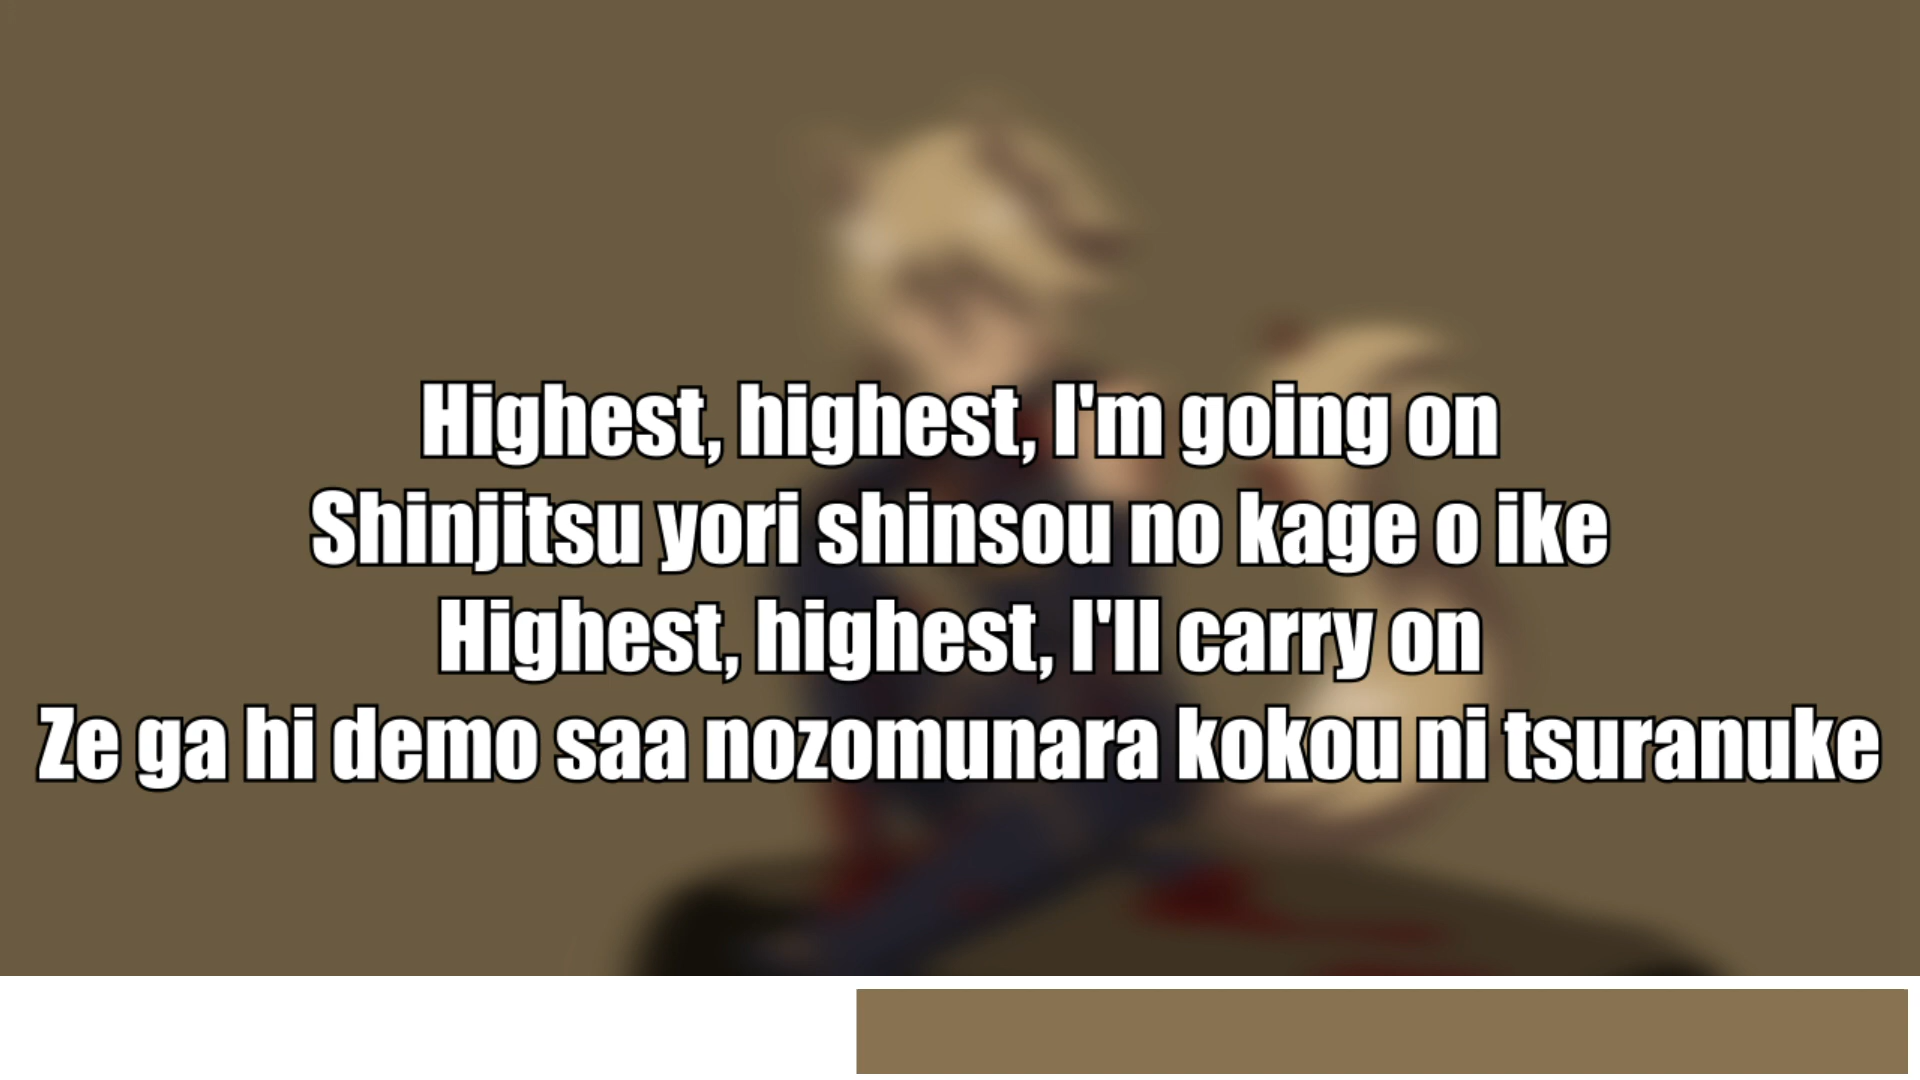 Highest, highest, I'm going on
Shinjitsu yori shinsou no kage o ike
Highest, highest, I'll carry on
Ze ga hi demo saa nozomunara kokou ni tsuranuke